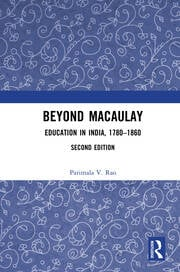 BEYOND MACAULAY
EDUCATION IN INDIA, 1780–1860
SECOND EDITION
Parimala V. Rao
R
Routledge